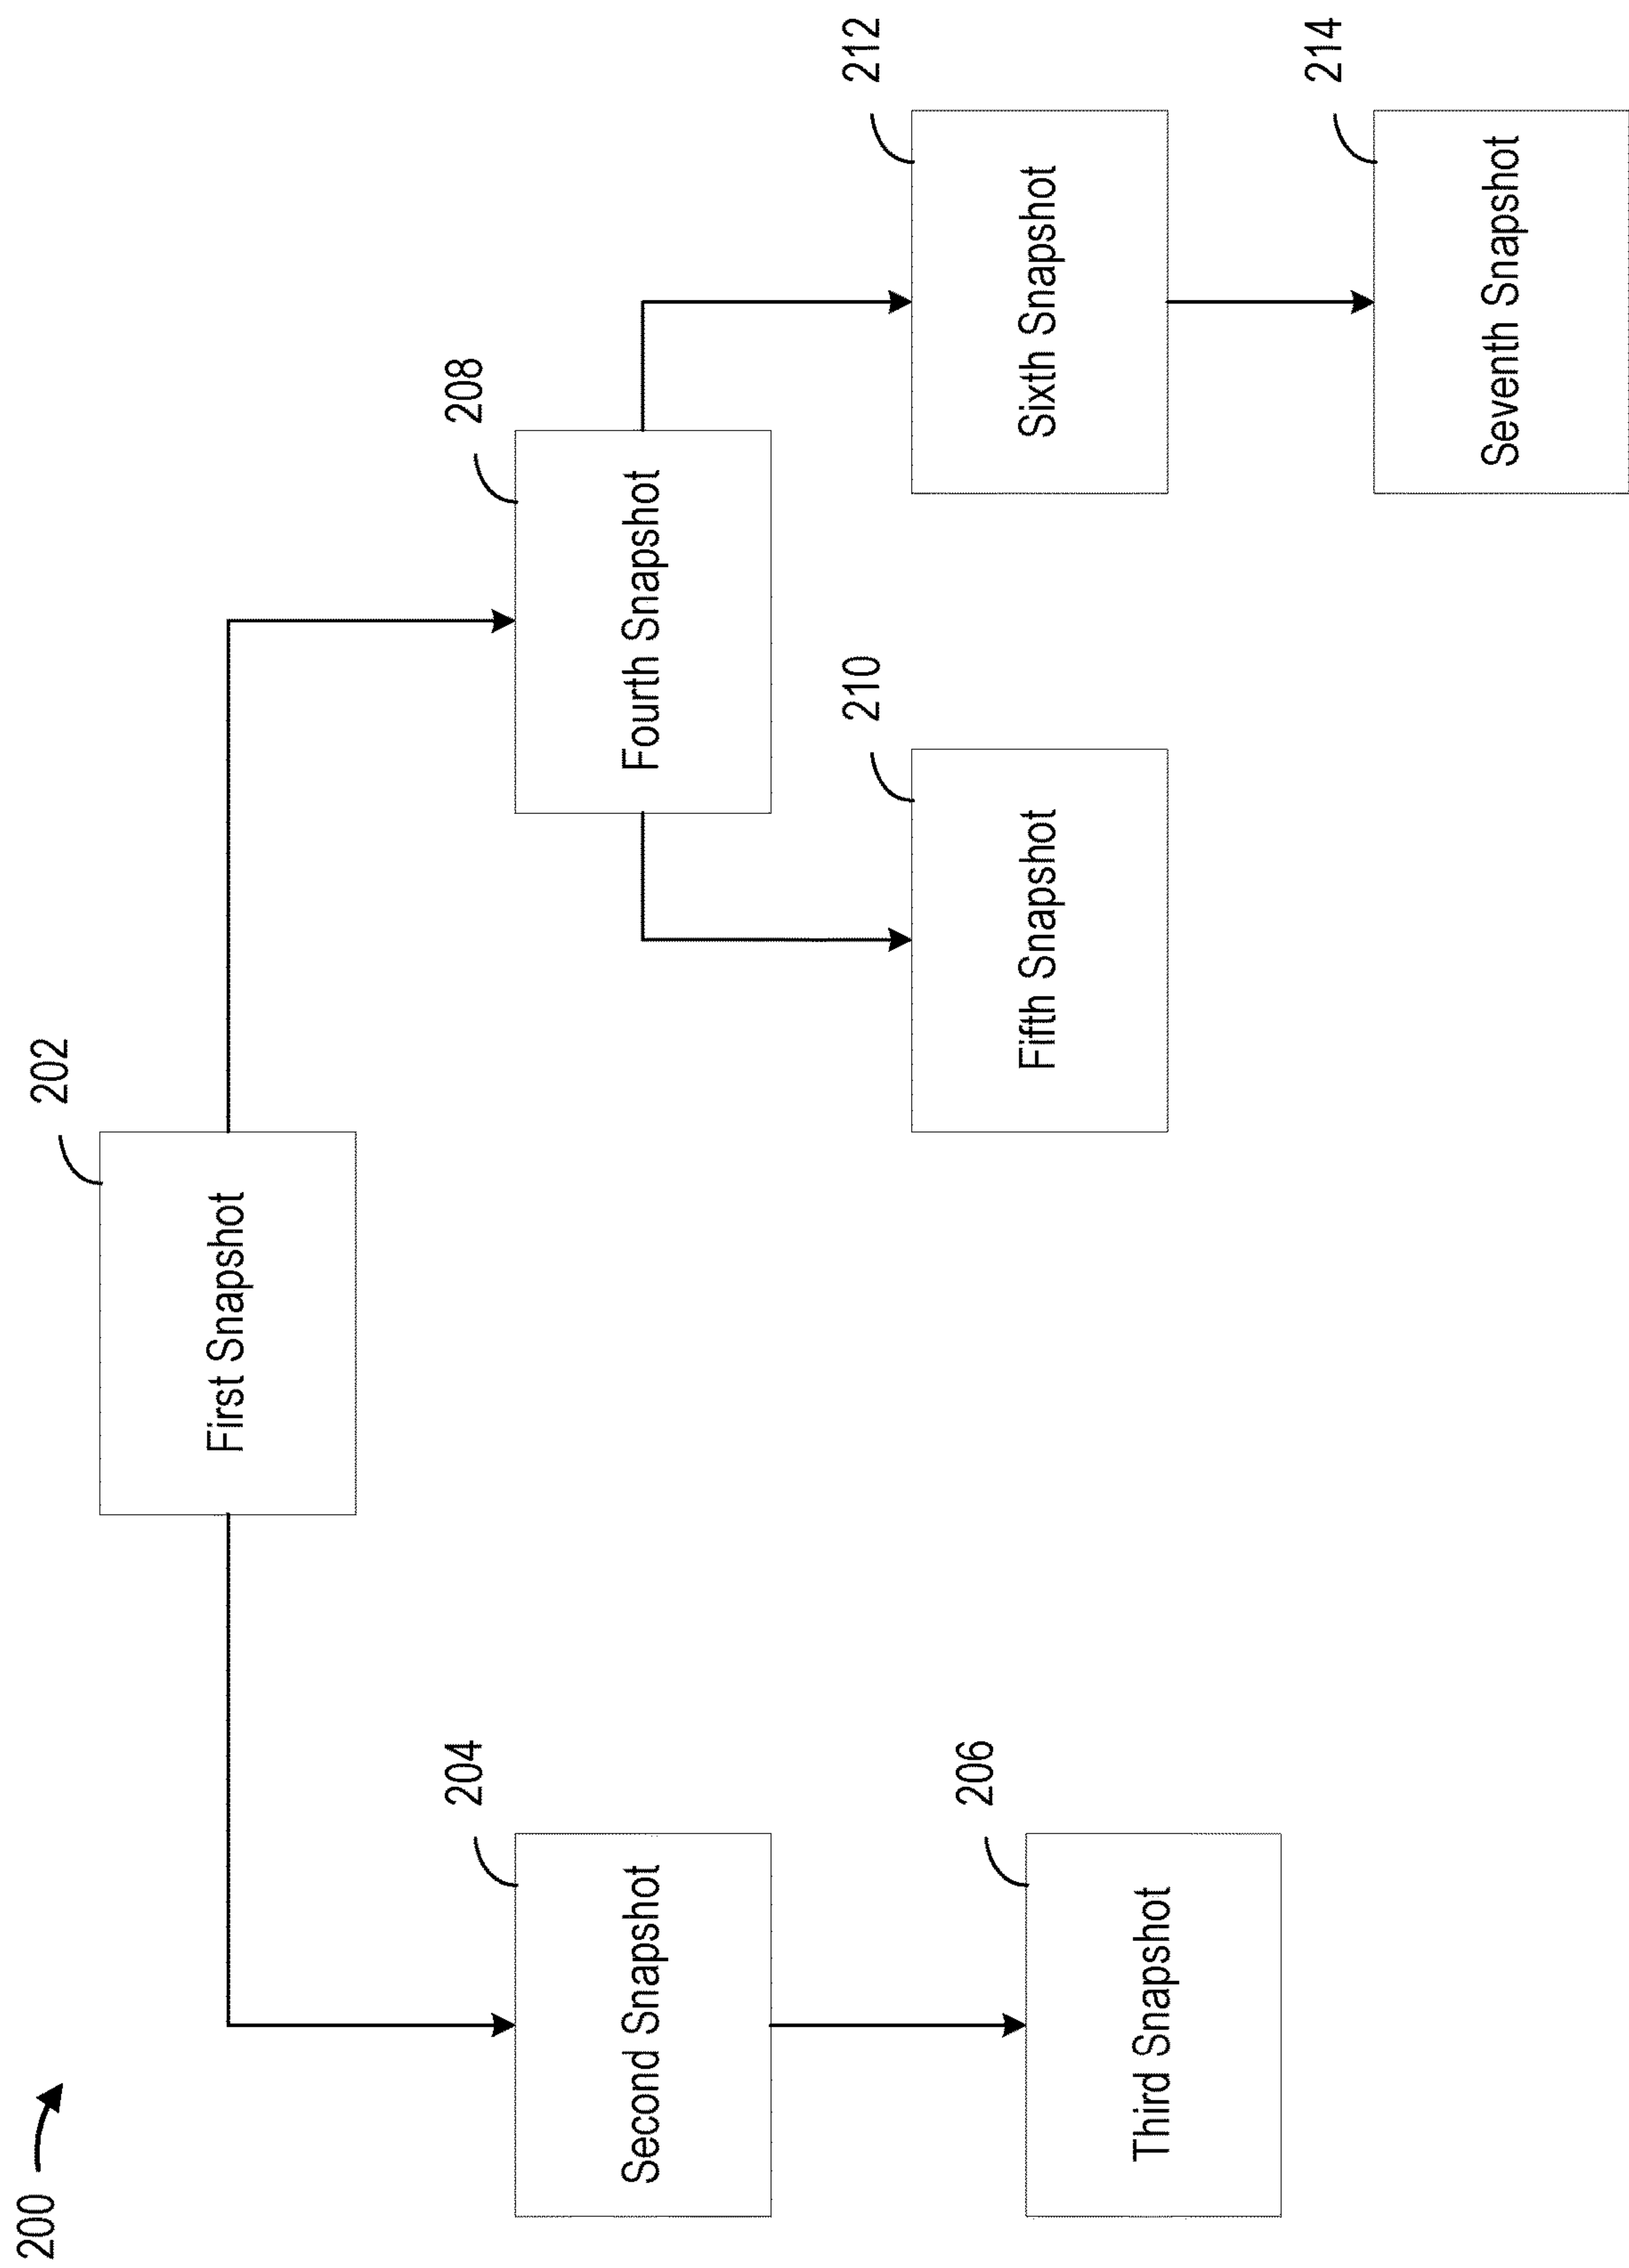 200
202
First Snapshot
204
Second Snapshot
208
Fourth Snapshot
210
Fifth Snapshot
212
Sixth Snapshot
206
Third Snapshot
214
Seventh Snapshot